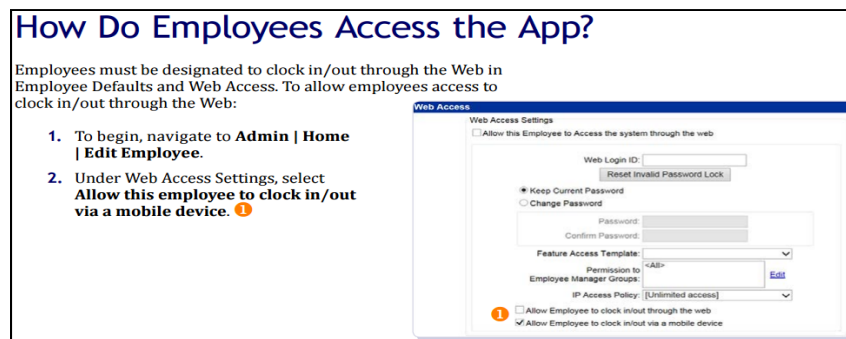 How Do Employees Access the App?
Employees must be designated to clock in/out through the Web in
Employee Defaults and Web Access. To allow employees access to
clock in/out through the Web:
1. To begin, navigate to Admin | Home
| Edit Employee.
2. Under Web Access Settings, select
Allow this employee to clock in/out
via a mobile device. 1
Web Access
Web Access Settings
Allow this Employee to Access the system through the web
Web Login ID:
Reset Invalid Password Lock
Keep Current Password
Change Password
Password:
Confirm Password:
Feature Access Template:
Permission to
Employee Manager Groups:
<All>
Edit
IP Access Policy: [Unlimited access]
1
Allow Employee to clock in/out through the web
Allow Employee to clock in/out via a mobile device